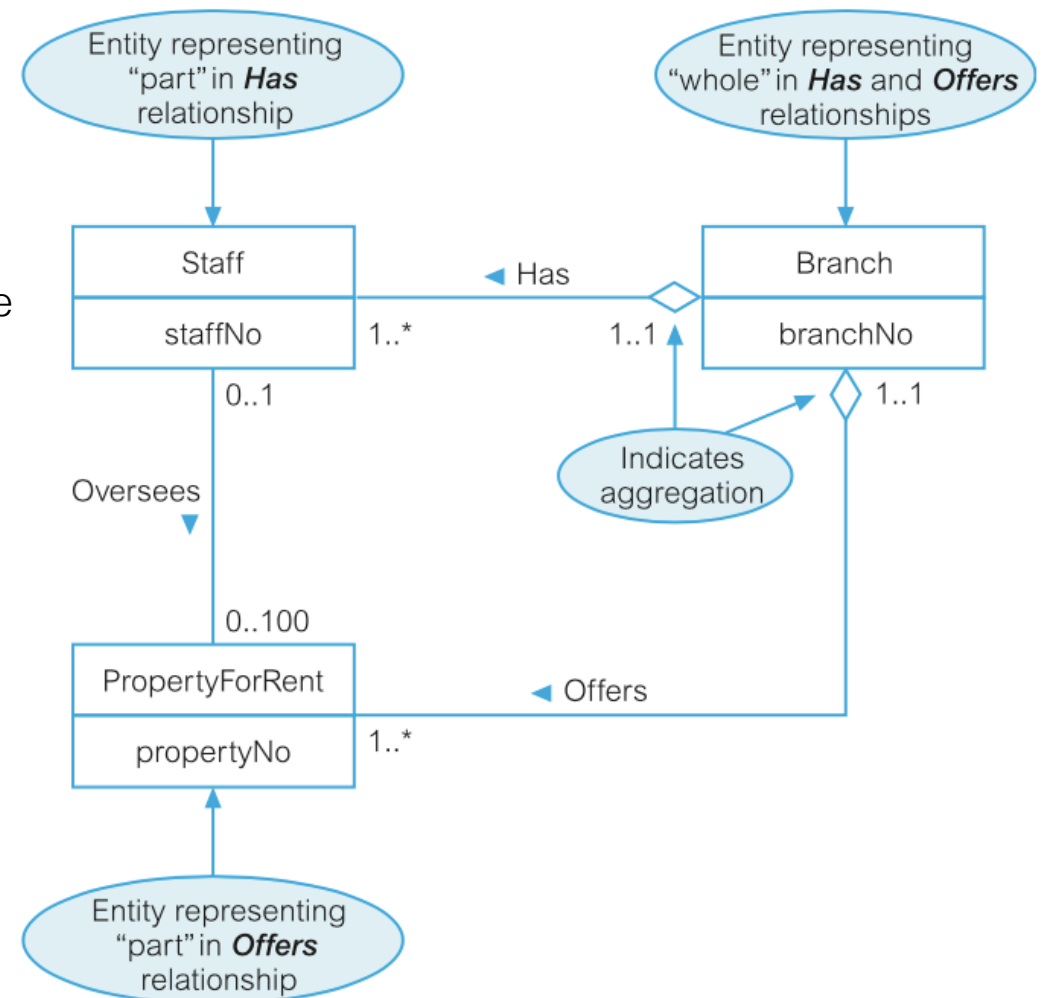 Entity representing
“part” in Has
relationship
Entity representing
“whole” in Has and Offers
relationships
Staff
staffNo
◄ Has
Branch
branchNo
e
1..*
1..1
0..1
1..1
Indicates
aggregation
Oversees
▼
0..100
PropertyForRent
propertyNo
◄ Offers
1..*
Entity representing
“part” in Offers
relationship